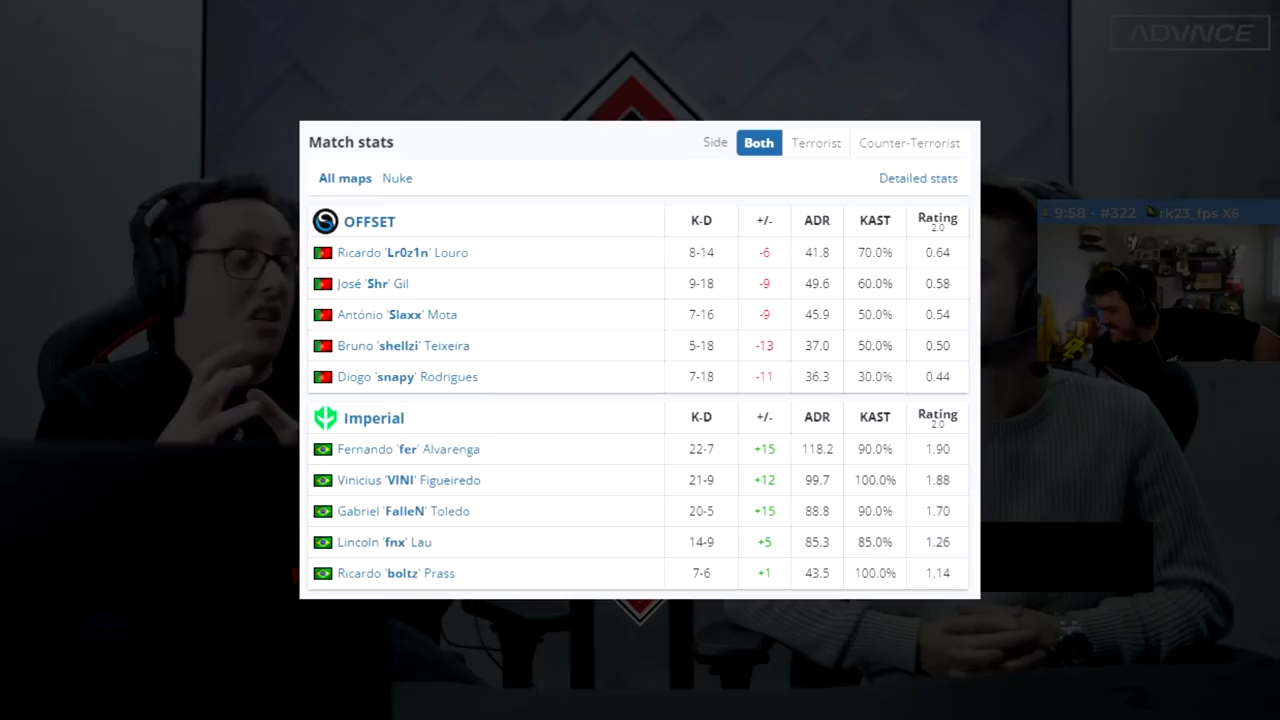 ADVNCE
Match stats Side Both Terrorist Counter-Terrorist
All maps Nuke Detailed stats
OFFSET K-D +/- ADR KAST Rating 2.0
Ricardo 'Lr0z1n' Louro 8-14 -6 41.8 70.0% 0.64
José 'Shr' Gil 9-18 -9 49.6 60.0% 0.58
António 'Slaxx' Mota 7-16 -9 45.9 50.0% 0.54
Bruno 'shellzi' Teixeira 5-18 -13 37.0 50.0% 0.50
Diogo 'snapy' Rodrigues 7-18 -11 36.3 30.0% 0.44
Imperial K-D +/- ADR KAST Rating 2.0
Fernando 'fer' Alvarenga 22-7 +15 118.2 90.0% 1.90
Vinicius 'VINI' Figueiredo 21-9 +12 99.7 100.0% 1.88
Gabriel 'FalleN' Toledo 20-5 +15 88.8 90.0% 1.70
Lincoln 'fnx' Lau 14-9 +5 85.3 85.0% 1.26
Ricardo 'boltz' Prass 7-6 +1 43.5 100.0% 1.14
9:58 - #322 rk23_fps X6